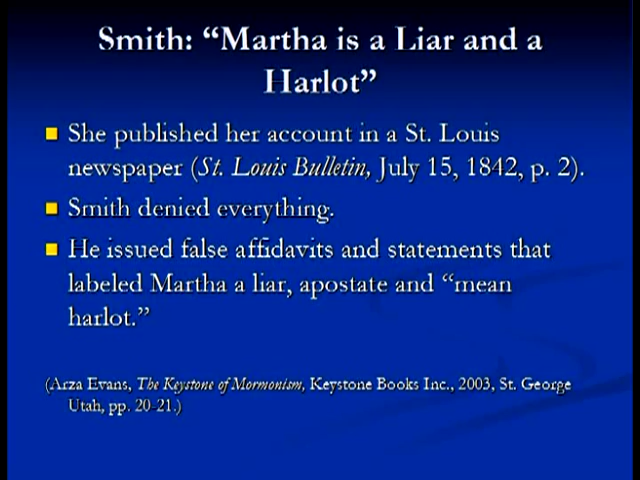 Smith: “Martha is a Liar and a
Harlot”
She published her account in a St. Louis
newspaper (St. Louis Bulletin, July 15, 1842, p. 2).
Smith denied everything.
He issued false affidavits and statements that
labeled Martha a liar, apostate and “mean
harlot.”
(Arza Evans, The Keystone of Mormonism, Keystone Books Inc., 2003, St. George
Utah, pp. 20-21.)